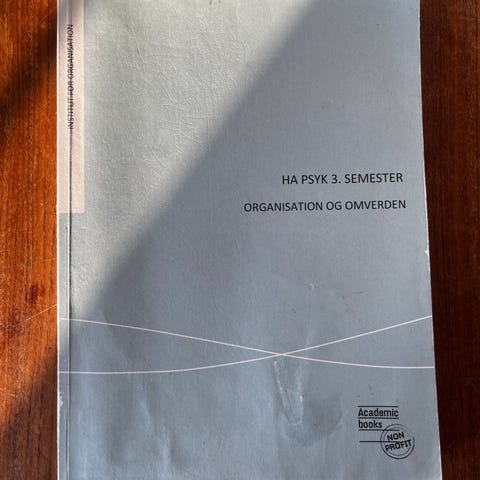 INSTITUT FOR ORGANISATION
HA PSYK 3. SEMESTER
ORGANISATION OG OMVERDEN
Academic
books
NON
PROFIT